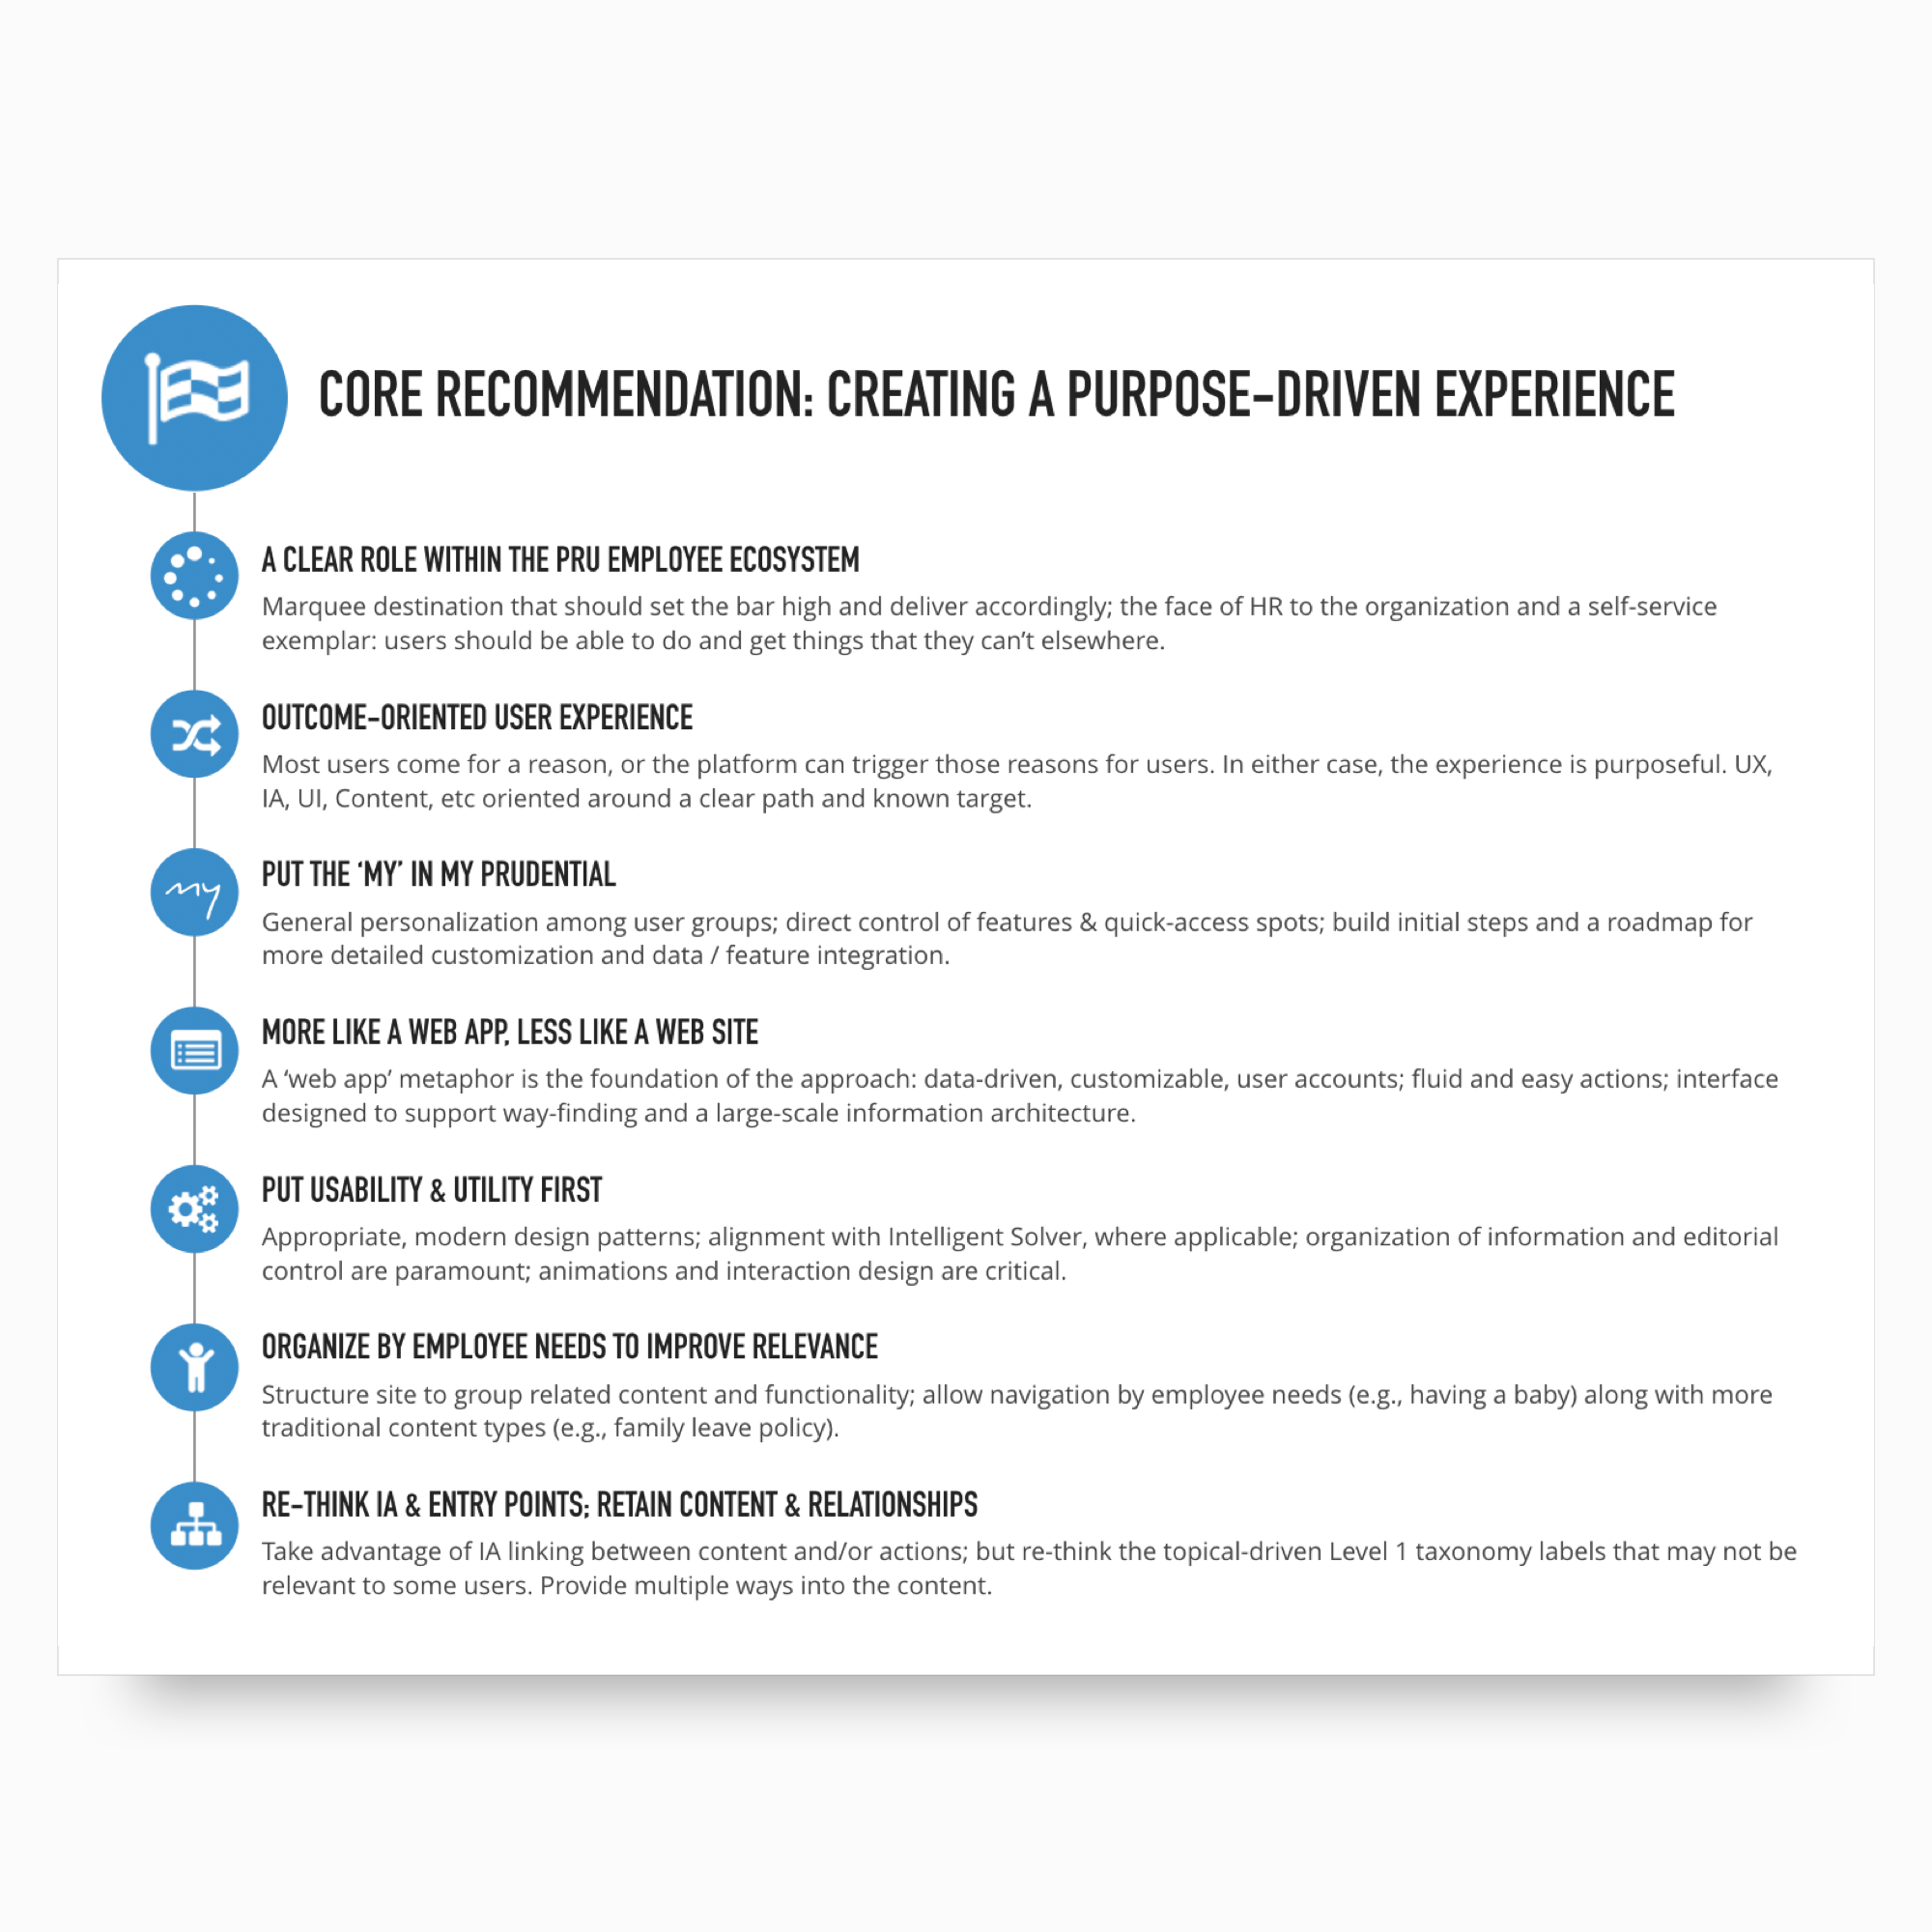 CORE RECOMMENDATION: CREATING A PURPOSE-DRIVEN EXPERIENCE
A CLEAR ROLE WITHIN THE PRU EMPLOYEE ECOSYSTEM
Marquee destination that should set the bar high and deliver accordingly; the face of HR to the organization and a self-service
exemplar: users should be able to do and get things that they can’t elsewhere.
OUTCOME-ORIENTED USER EXPERIENCE
Most users come for a reason, or the platform can trigger those reasons for users. In either case, the experience is purposeful. UX,
IA, UI, Content, etc oriented around a clear path and known target.
my
PUT THE ‘MY’ IN MY PRUDENTIAL
General personalization among user groups; direct control of features & quick-access spots; build initial steps and a roadmap for
more detailed customization and data / feature integration.
MORE LIKE A WEB APP, LESS LIKE A WEB SITE
A ‘web app’ metaphor is the foundation of the approach: data-driven, customizable, user accounts; fluid and easy actions; interface
designed to support way-finding and a large-scale information architecture.
PUT USABILITY & UTILITY FIRST
Appropriate, modern design patterns; alignment with Intelligent Solver, where applicable; organization of information and editorial
control are paramount; animations and interaction design are critical.
ORGANIZE BY EMPLOYEE NEEDS TO IMPROVE RELEVANCE
Structure site to group related content and functionality; allow navigation by employee needs (e.g., having a baby) along with more
traditional content types (e.g., family leave policy).
RE-THINK IA & ENTRY POINTS; RETAIN CONTENT & RELATIONSHIPS
Take advantage of IA linking between content and/or actions; but re-think the topical-driven Level 1 taxonomy labels that may not be
relevant to some users. Provide multiple ways into the content.